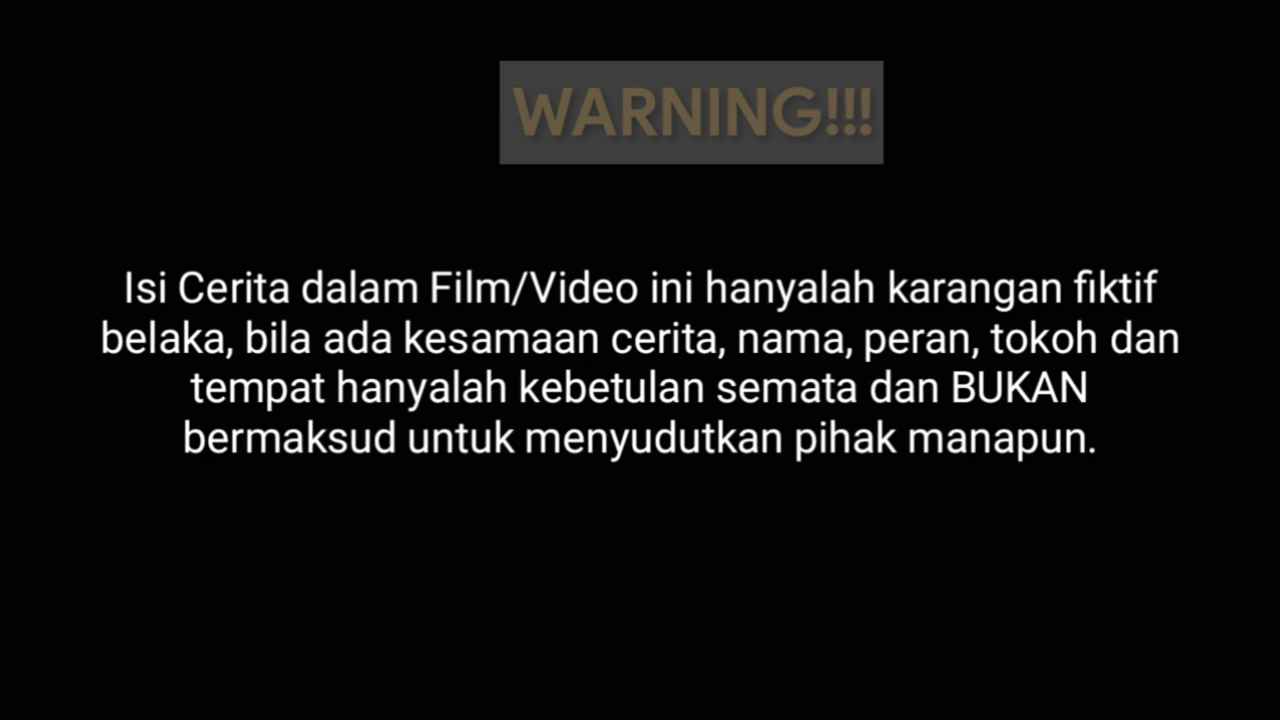 WARNING!!!
Isi Cerita dalam Film/Video ini hanyalah karangan fiktif
belaka, bila ada kesamaan cerita, nama, peran, tokoh dan
tempat hanyalah kebetulan semata dan BUKAN
bermaksud untuk menyudutkan pihak manapun.